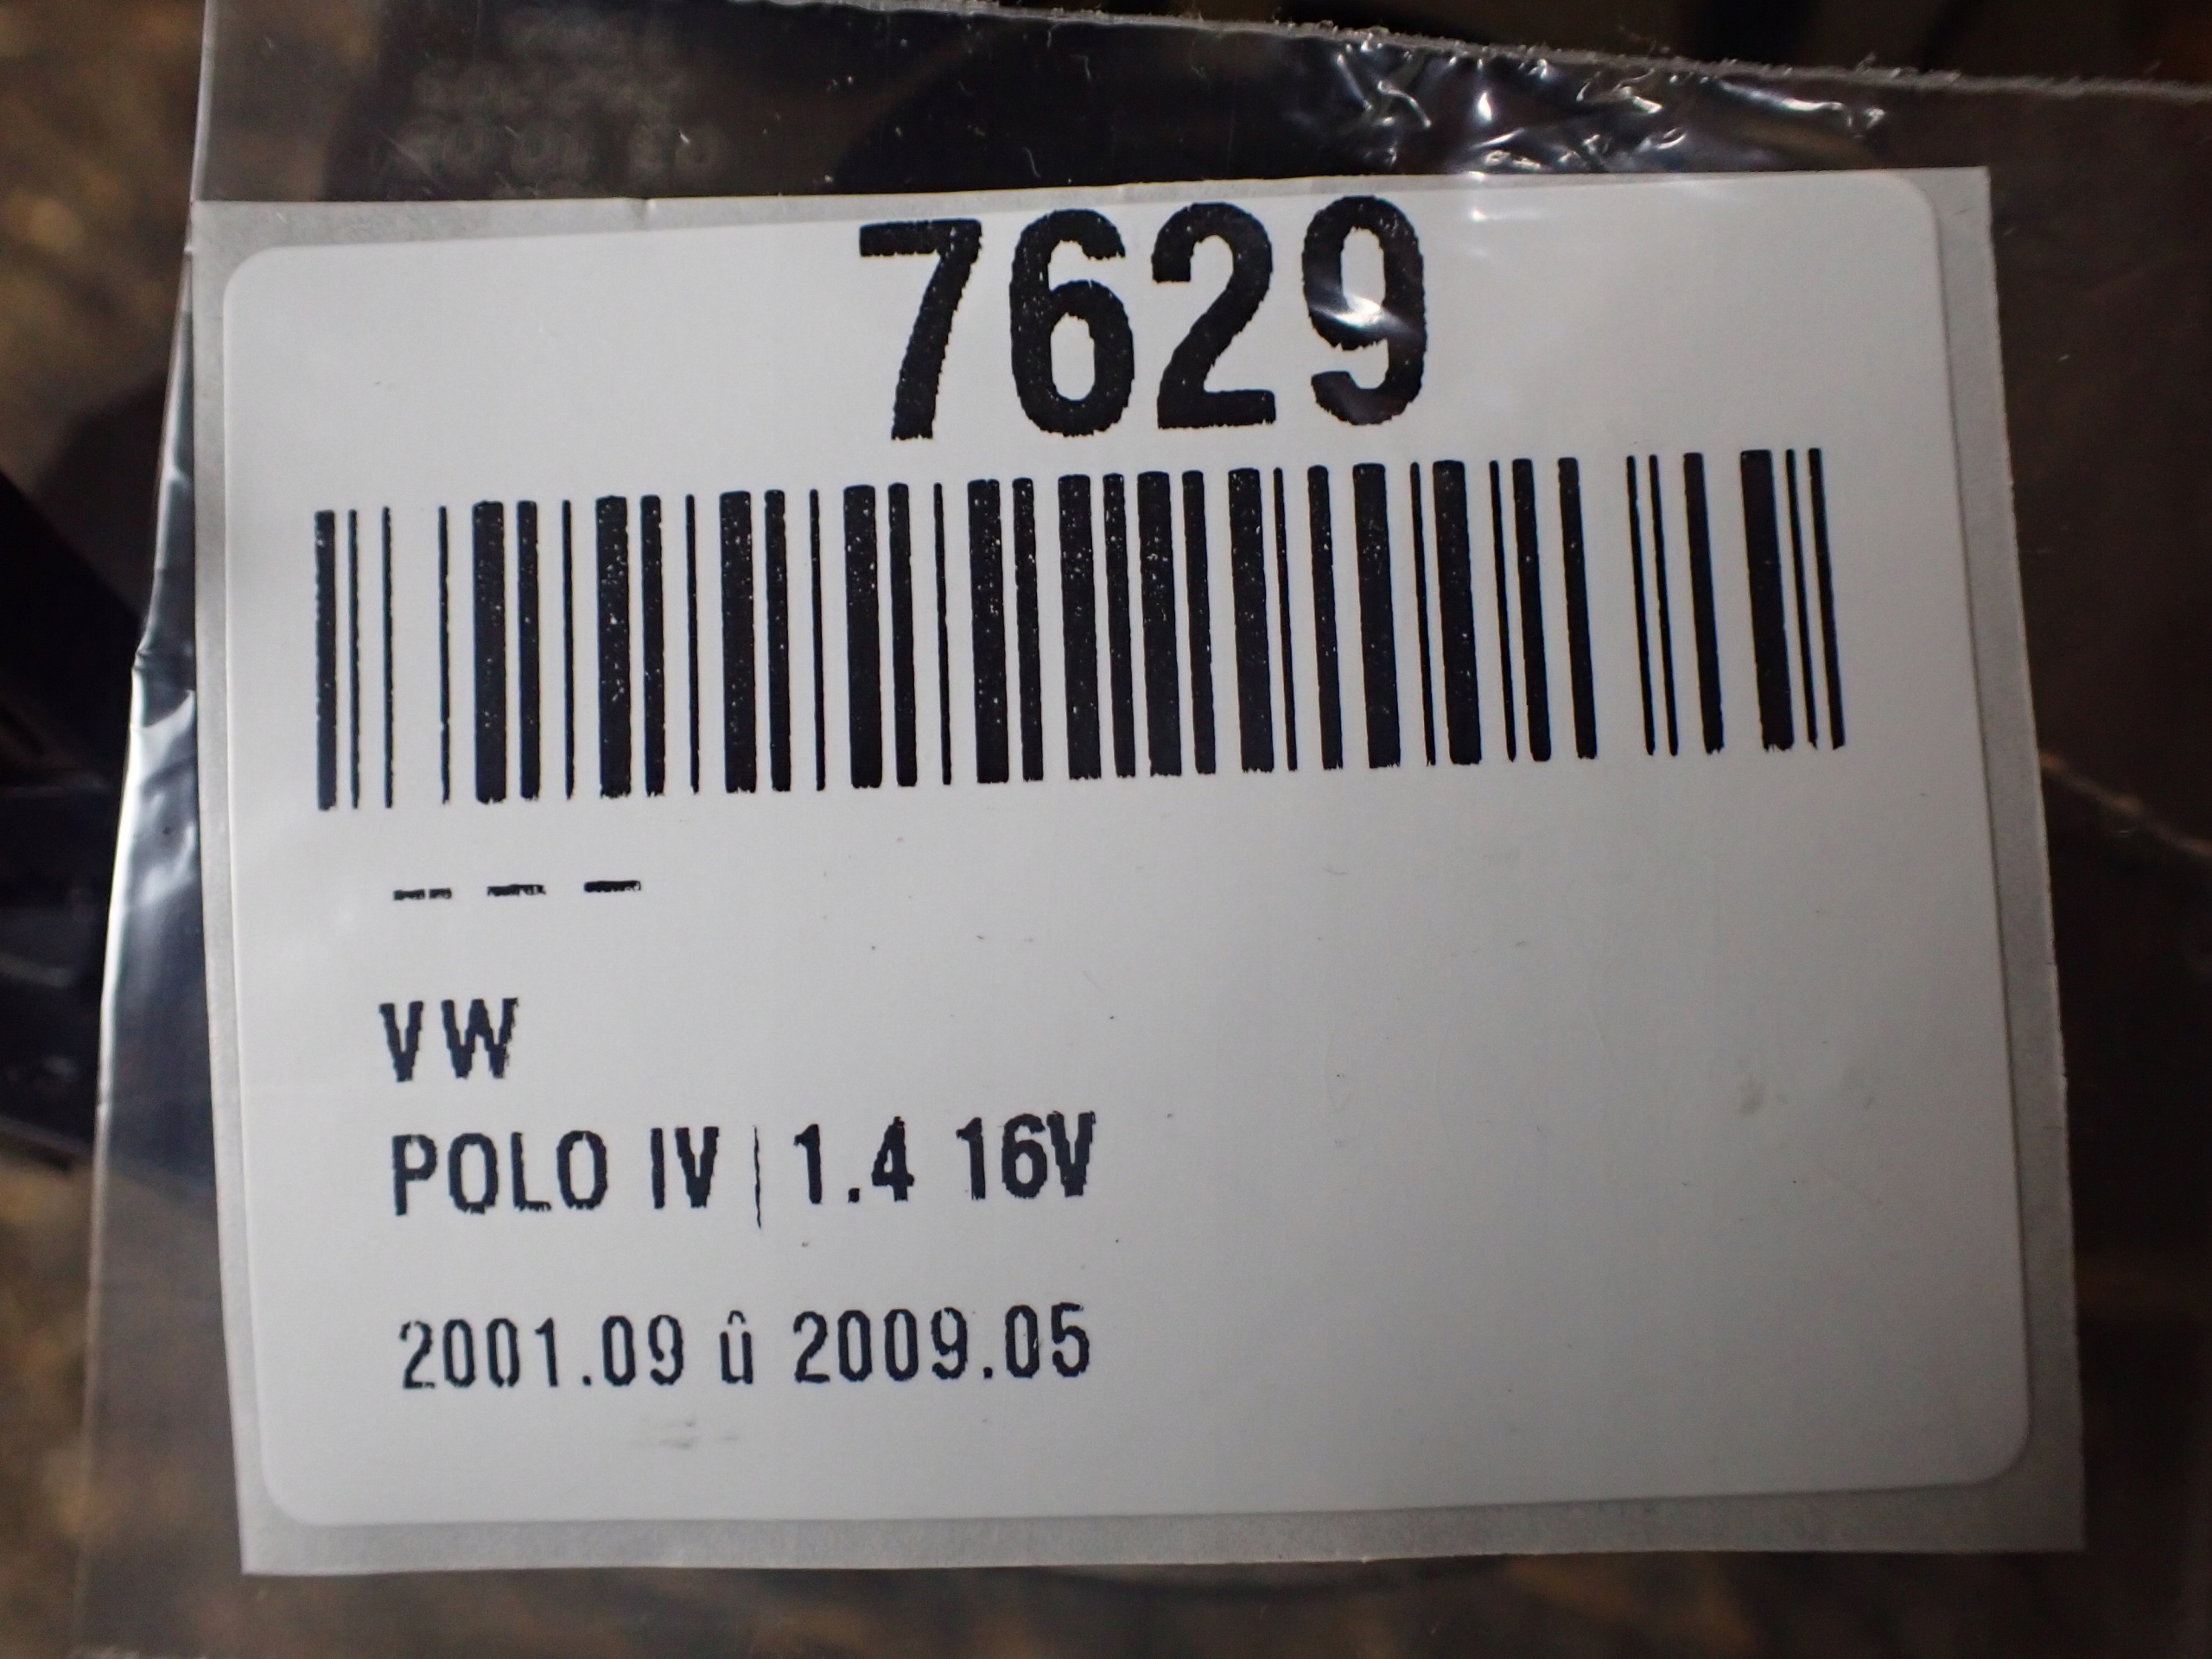 7629
– – –
VW
POLO IV | 1.4 16V
2001.09 û 2009.05